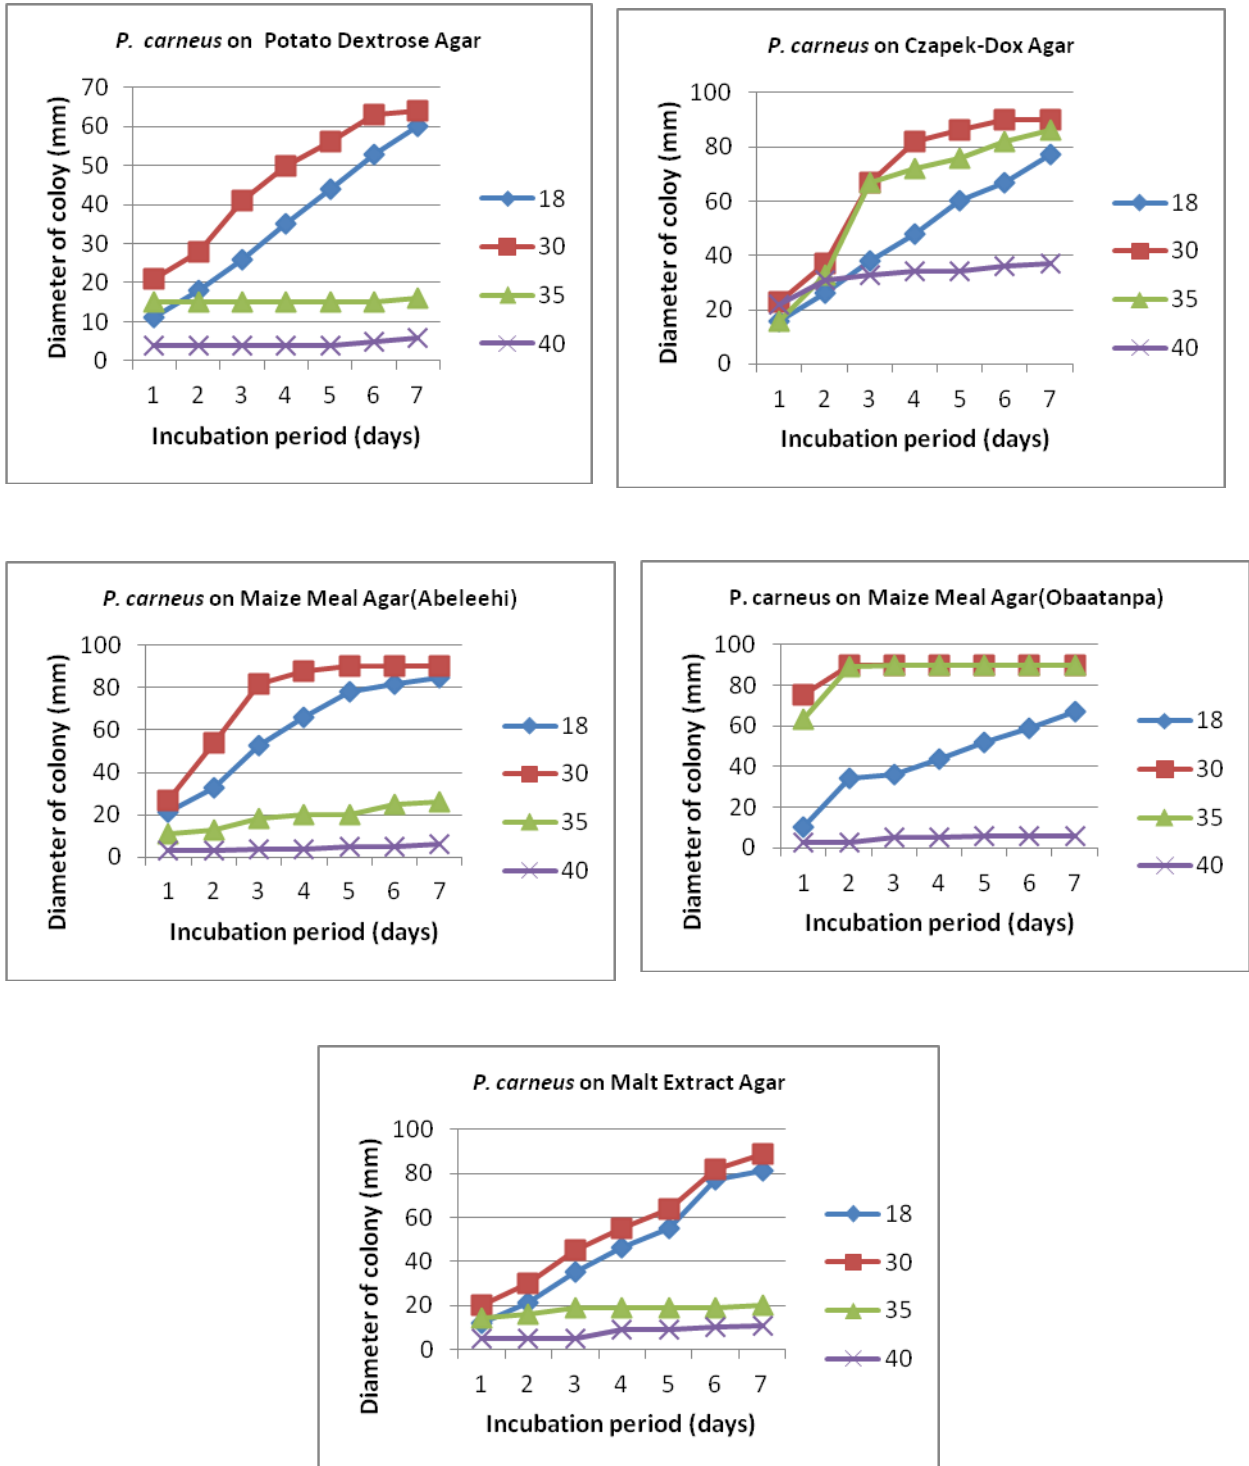 P. carneus on Potato Dextrose Agar
Diameter of coloy (mm)
70
60
50
40
30
20
10
0
1 2 3 4 5 6 7
Incubation period (days)
18
30
35
40
P. carneus on Czapek-Dox Agar
Diameter of coloy (mm)
100
80
60
40
20
0
1 2 3 4 5 6 7
Incubation period (days)
18
30
35
40
P. carneus on Maize Meal Agar(Abeleehi)
Diameter of colony (mm)
100
80
60
40
20
0
1 2 3 4 5 6 7
Incubation period (days)
18
30
35
40
P. carneus on Maize Meal Agar(Obaatanpa)
Diameter of colony (mm)
100
80
60
40
20
0
1 2 3 4 5 6 7
Incubation period (days)
18
30
35
40
P. carneus on Malt Extract Agar
Diameter of colony (mm)
100
80
60
40
20
0
1 2 3 4 5 6 7
Incubation period (days)
18
30
35
40